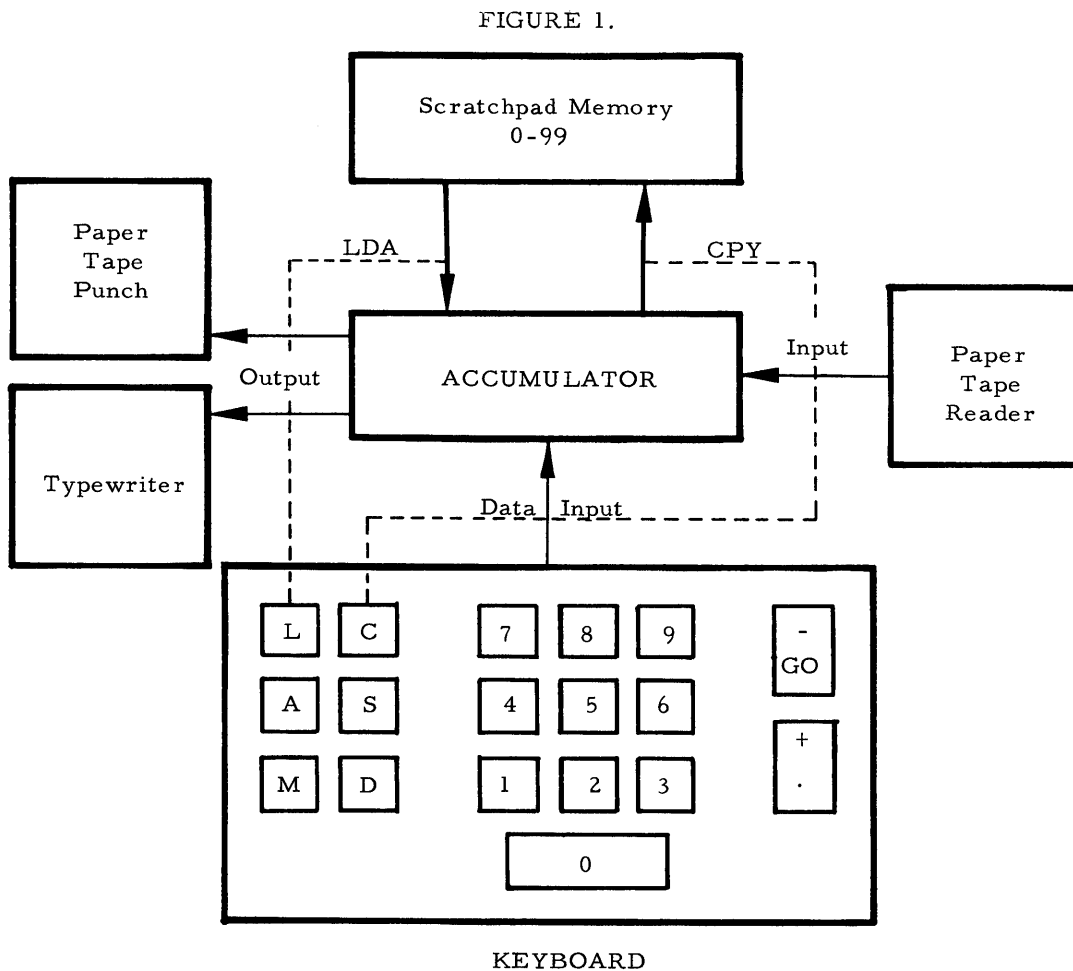 FIGURE 1.
Scratchpad Memory
0-99
Paper
Tape
Punch
LDA
CPY
Input
Paper
Tape
Reader
ACCUMULATOR
Output
Typewriter
Data Input
L C 7 8 9 -
GO
A S 4 5 6
+
M D 1 2 3 .
0
KEYBOARD